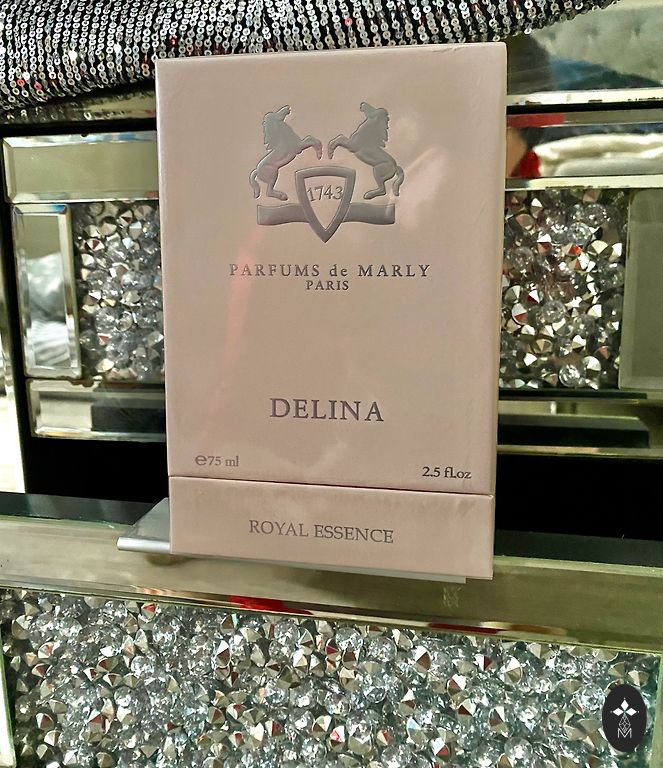 1743
PARFUMS de MARLY
PARIS
DELINA
℮75 ml
2.5 fl.oz
ROYAL ESSENCE
M